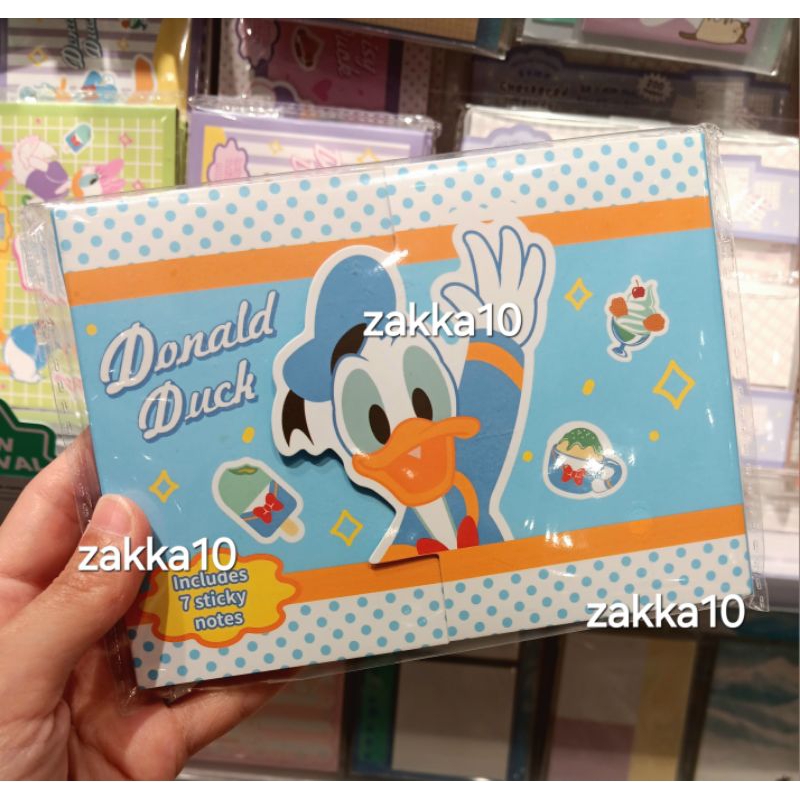 Donald
Duck
zakka10
zakka10
Includes
7 sticky
notes
zakka10